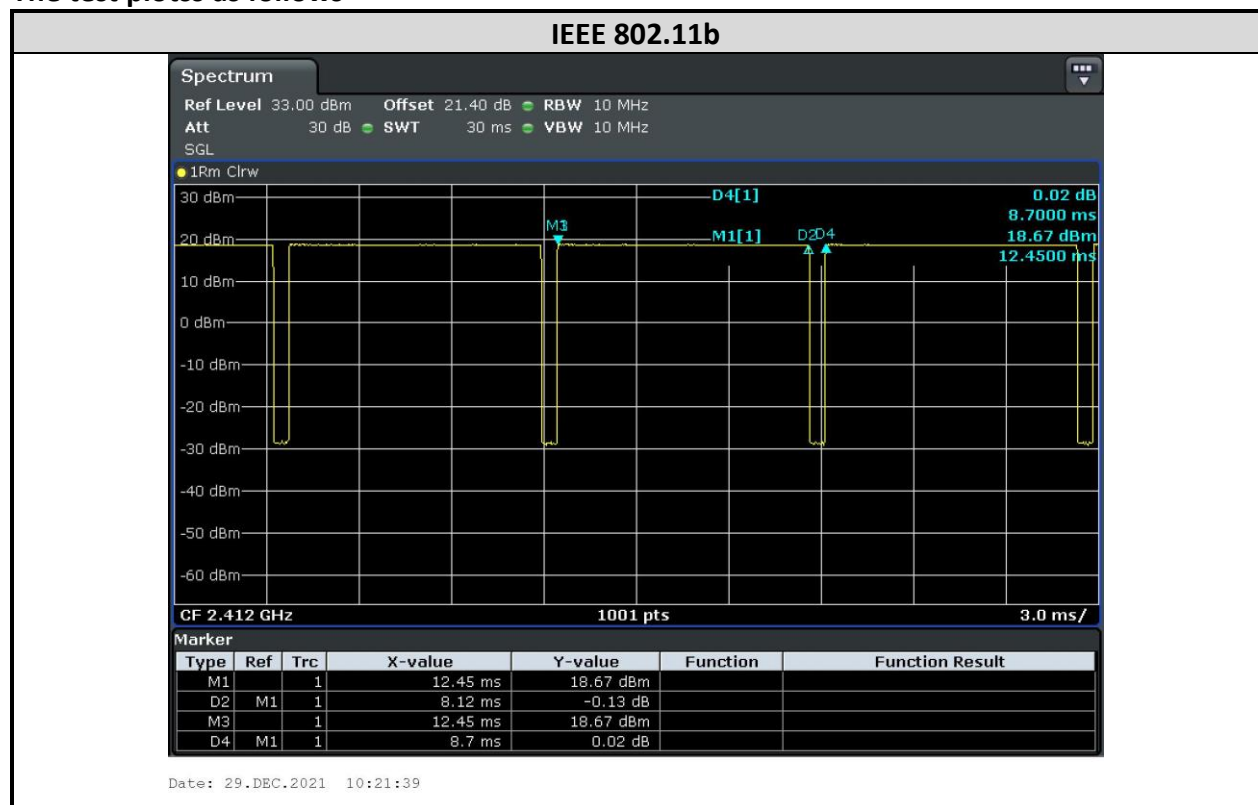 IEEE 802.11b
Spectrum
Ref Level 33.00 dBm Offset 21.40 dB RBW 10 MHz
Att 30 dB SWT 30 ms VBW 10 MHz
SGL
1Rm Clrw
30 dBm
D4[1] 0.02 dB
8.7000 ms
M3
20 dBm
M1[1] D2 D4 18.67 dBm
12.4500 ms
10 dBm
0 dBm
-10 dBm
-20 dBm
-30 dBm
-40 dBm
-50 dBm
-60 dBm
CF 2.412 GHz 1001 pts 3.0 ms/
Marker
Type Ref Trc X-value Y-value Function Function Result
M1 1 12.45 ms 18.67 dBm
D2 M1 1 8.12 ms -0.13 dB
M3 1 12.45 ms 18.67 dBm
D4 M1 1 8.7 ms 0.02 dB
Date: 29.DEC.2021 10:21:39